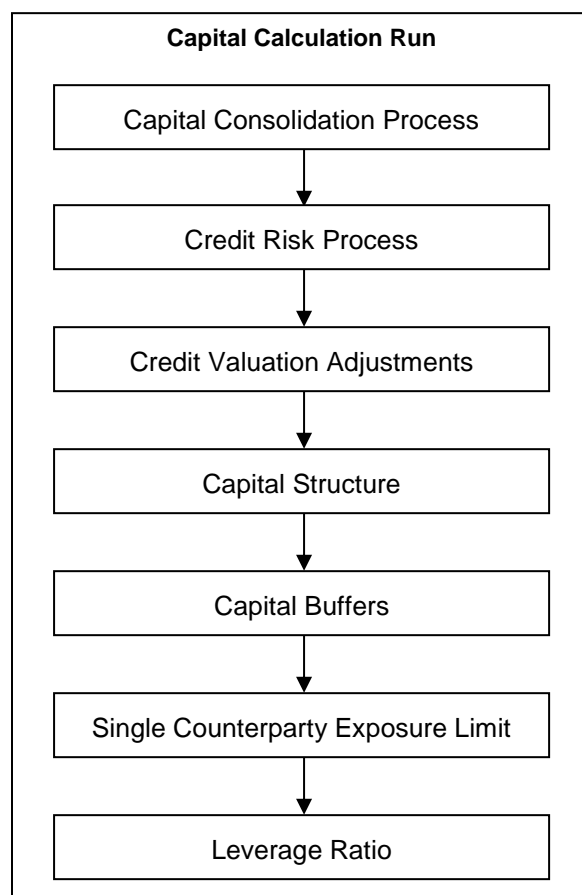 Capital Calculation Run
Capital Consolidation Process
Credit Risk Process
Credit Valuation Adjustments
Capital Structure
Capital Buffers
Single Counterparty Exposure Limit
Leverage Ratio